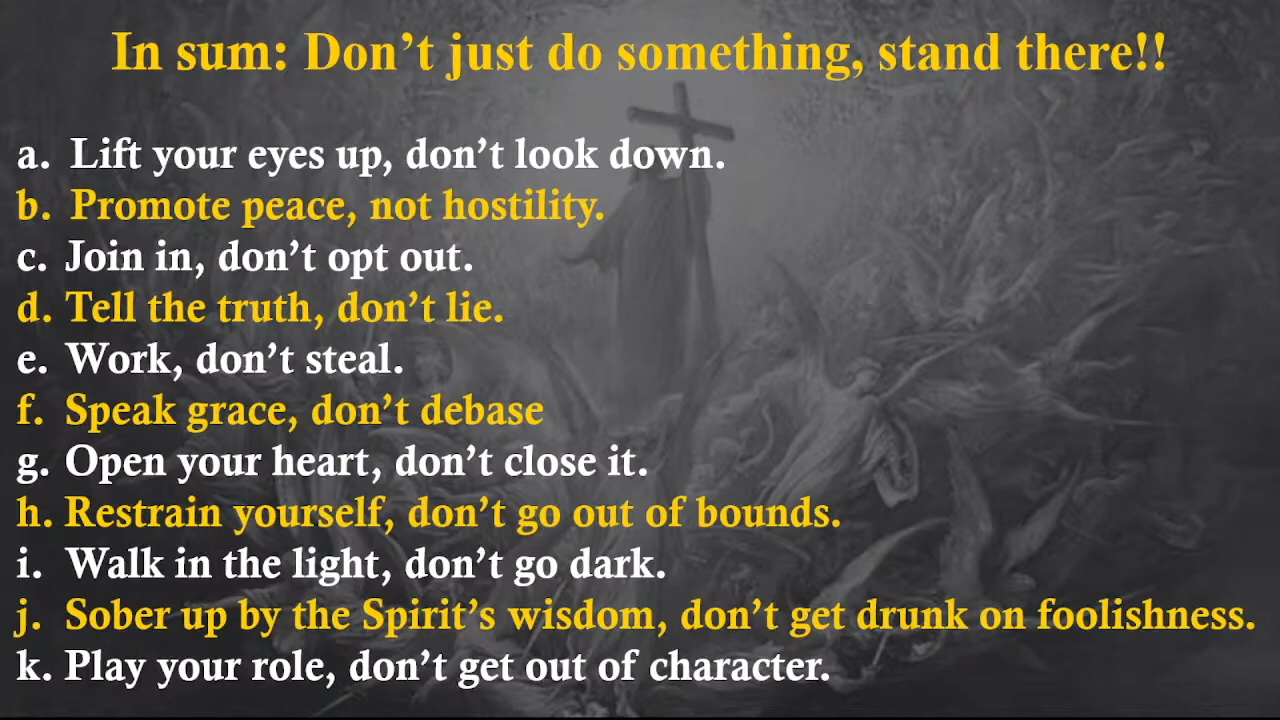 In sum: Don’t just do something, stand there!!
a. Lift your eyes up, don’t look down.
b. Promote peace, not hostility.
c. Join in, don’t opt out.
d. Tell the truth, don’t lie.
e. Work, don’t steal.
f. Speak grace, don’t debase
g. Open your heart, don’t close it.
h. Restrain yourself, don’t go out of bounds.
i. Walk in the light, don’t go dark.
j. Sober up by the Spirit’s wisdom, don’t get drunk on foolishness.
k. Play your role, don’t get out of character.